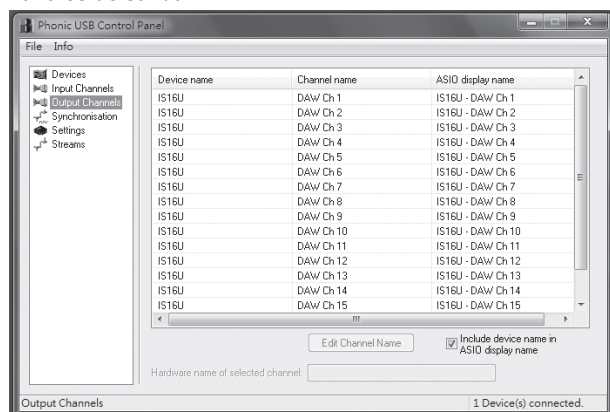 Phonic USB Control Panel
File Info
Devices
Input Channels
Output Channels
Synchronisation
Settings
Streams
Device name Channel name ASIO display name
IS16U DAW Ch 1 IS16U - DAW Ch 1
IS16U DAW Ch 2 IS16U - DAW Ch 2
IS16U DAW Ch 3 IS16U - DAW Ch 3
IS16U DAW Ch 4 IS16U - DAW Ch 4
IS16U DAW Ch 5 IS16U - DAW Ch 5
IS16U DAW Ch 6 IS16U - DAW Ch 6
IS16U DAW Ch 7 IS16U - DAW Ch 7
IS16U DAW Ch 8 IS16U - DAW Ch 8
IS16U DAW Ch 9 IS16U - DAW Ch 9
IS16U DAW Ch 10 IS16U - DAW Ch 10
IS16U DAW Ch 11 IS16U - DAW Ch 11
IS16U DAW Ch 12 IS16U - DAW Ch 12
IS16U DAW Ch 13 IS16U - DAW Ch 13
IS16U DAW Ch 14 IS16U - DAW Ch 14
IS16U DAW Ch 15 IS16U - DAW Ch 15
Edit Channel Name
Include device name in
ASIO display name
Hardware name of selected channel:
Output Channels 1 Device(s) connected.